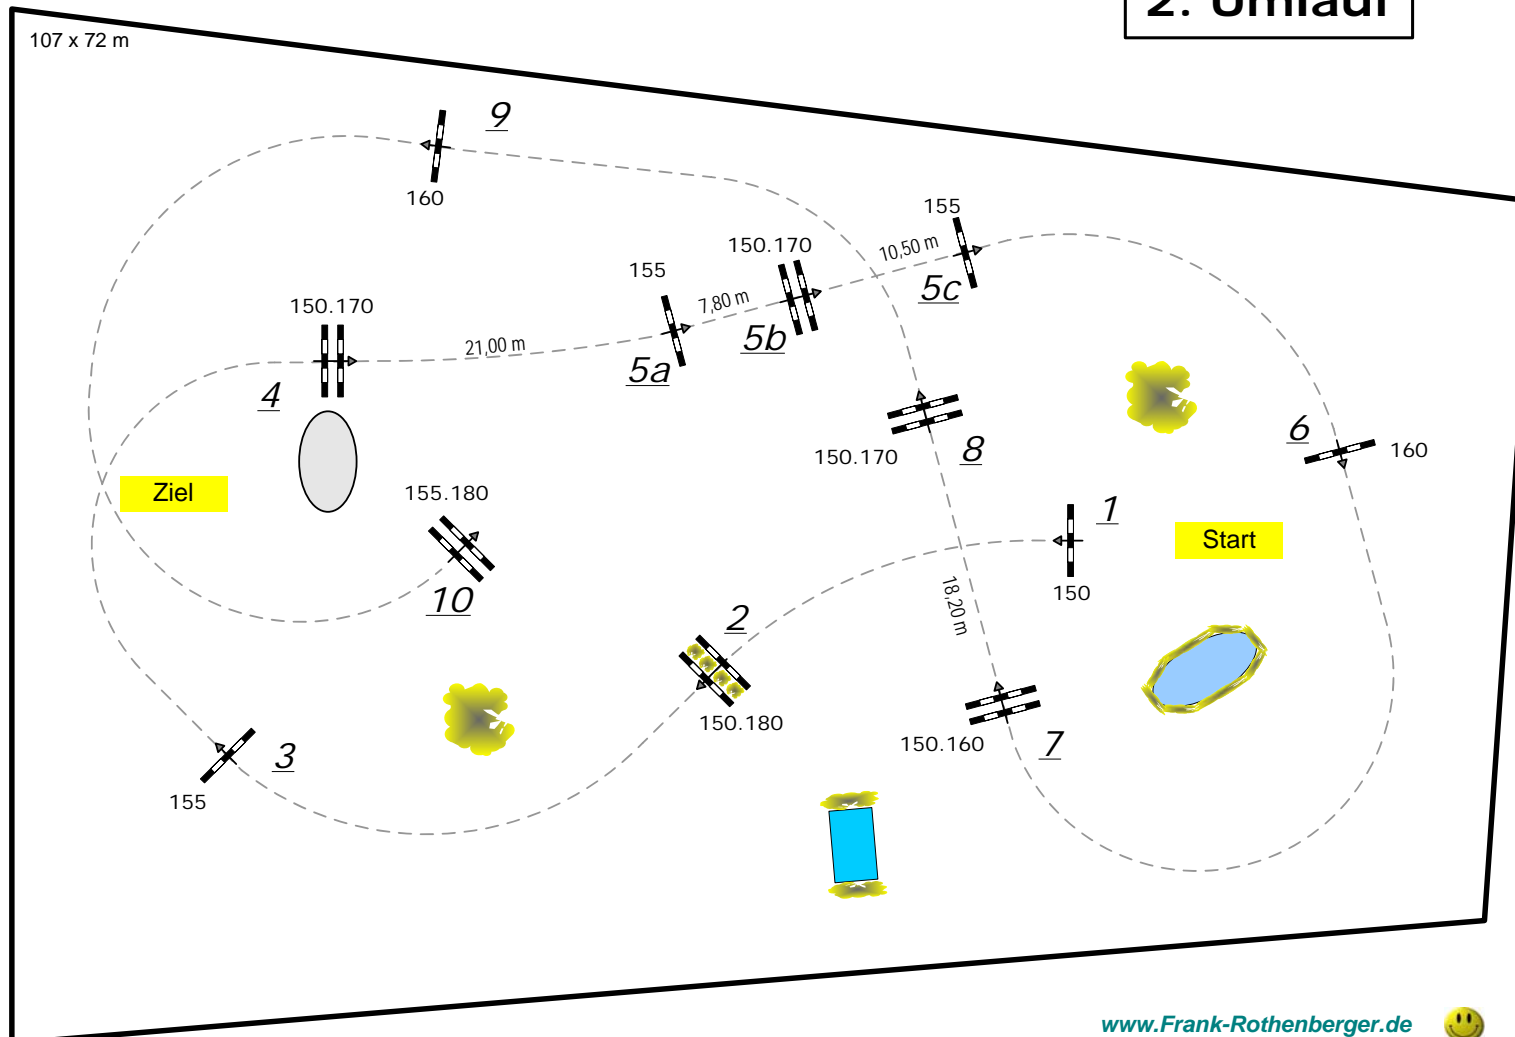 2. Umlauf
107 x 72 m
9
160
155
150.170
10,50 m
155
5c
7,80 m
150.170
5b
21,00 m
5a
4
6
160
8
150.170
155.180
Ziel
1
Start
10
18,20 m
150
2
150.180
150.160
7
3
155
www.Frank-Rothenberger.de